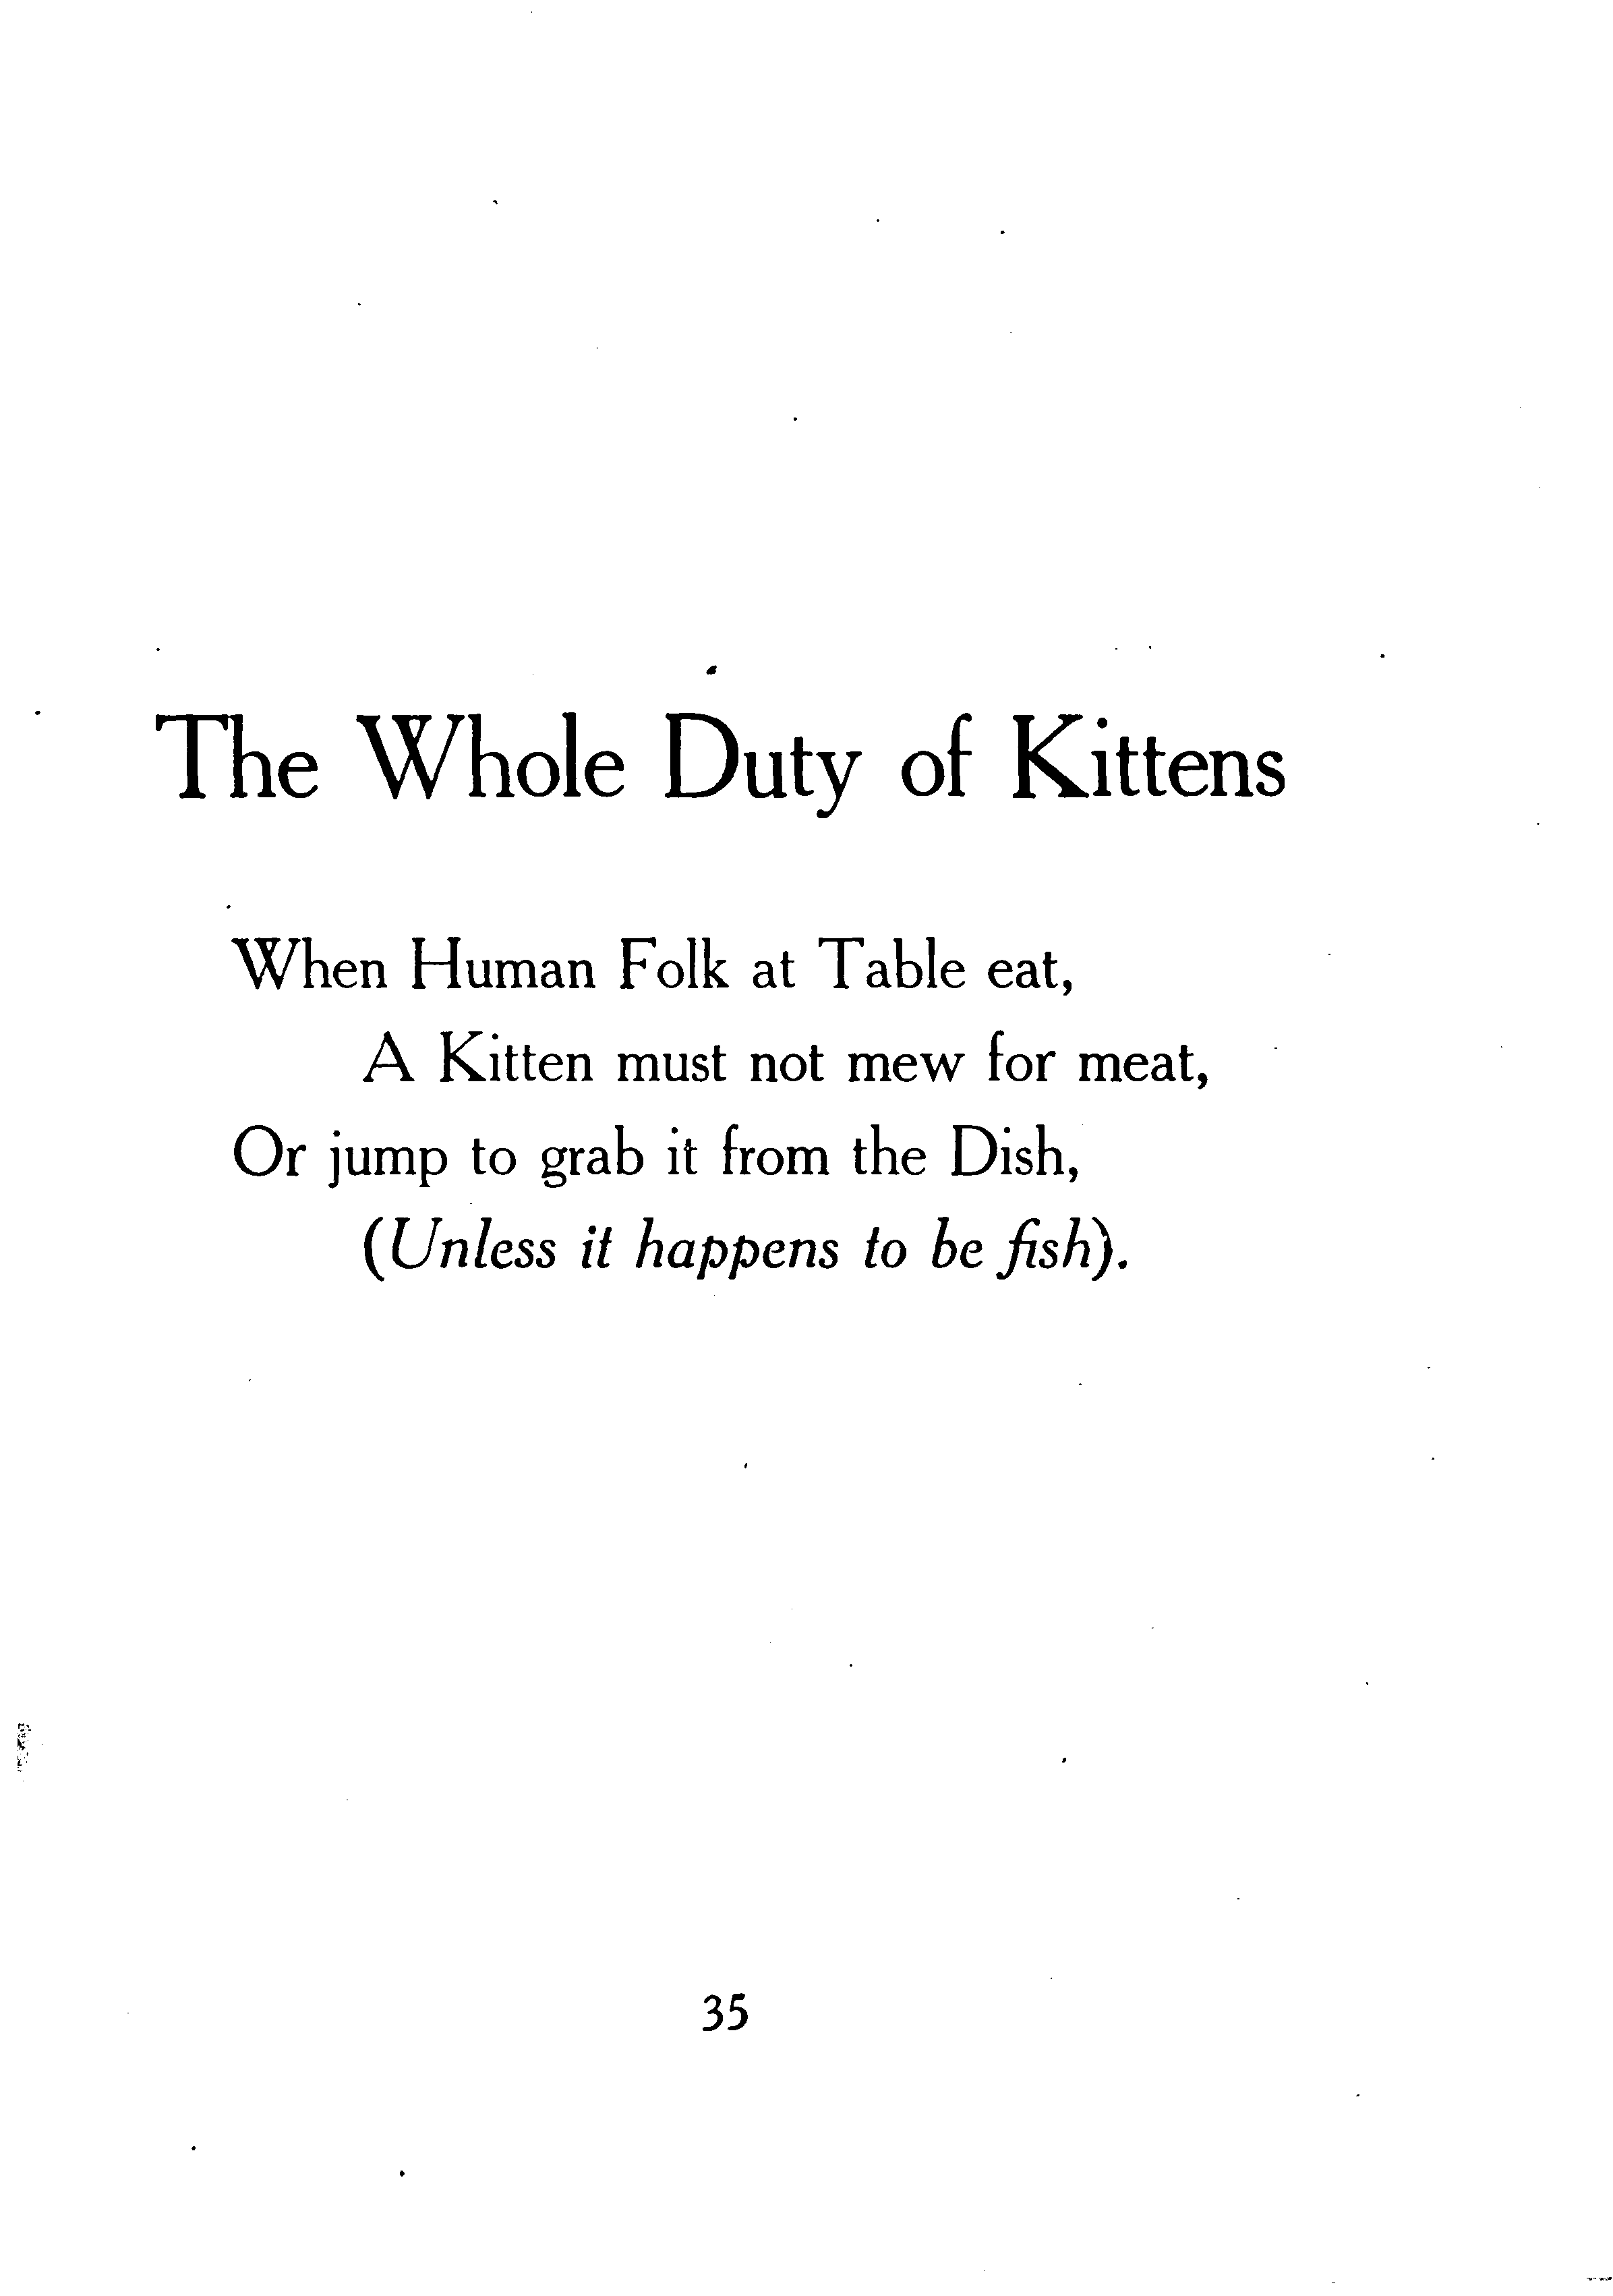 The Whole Duty of Kittens
When Human Folk at Table eat,
A Kitten must not mew for meat,
Or jump to grab it from the Dish,
(Unless it happens to be fish).
35